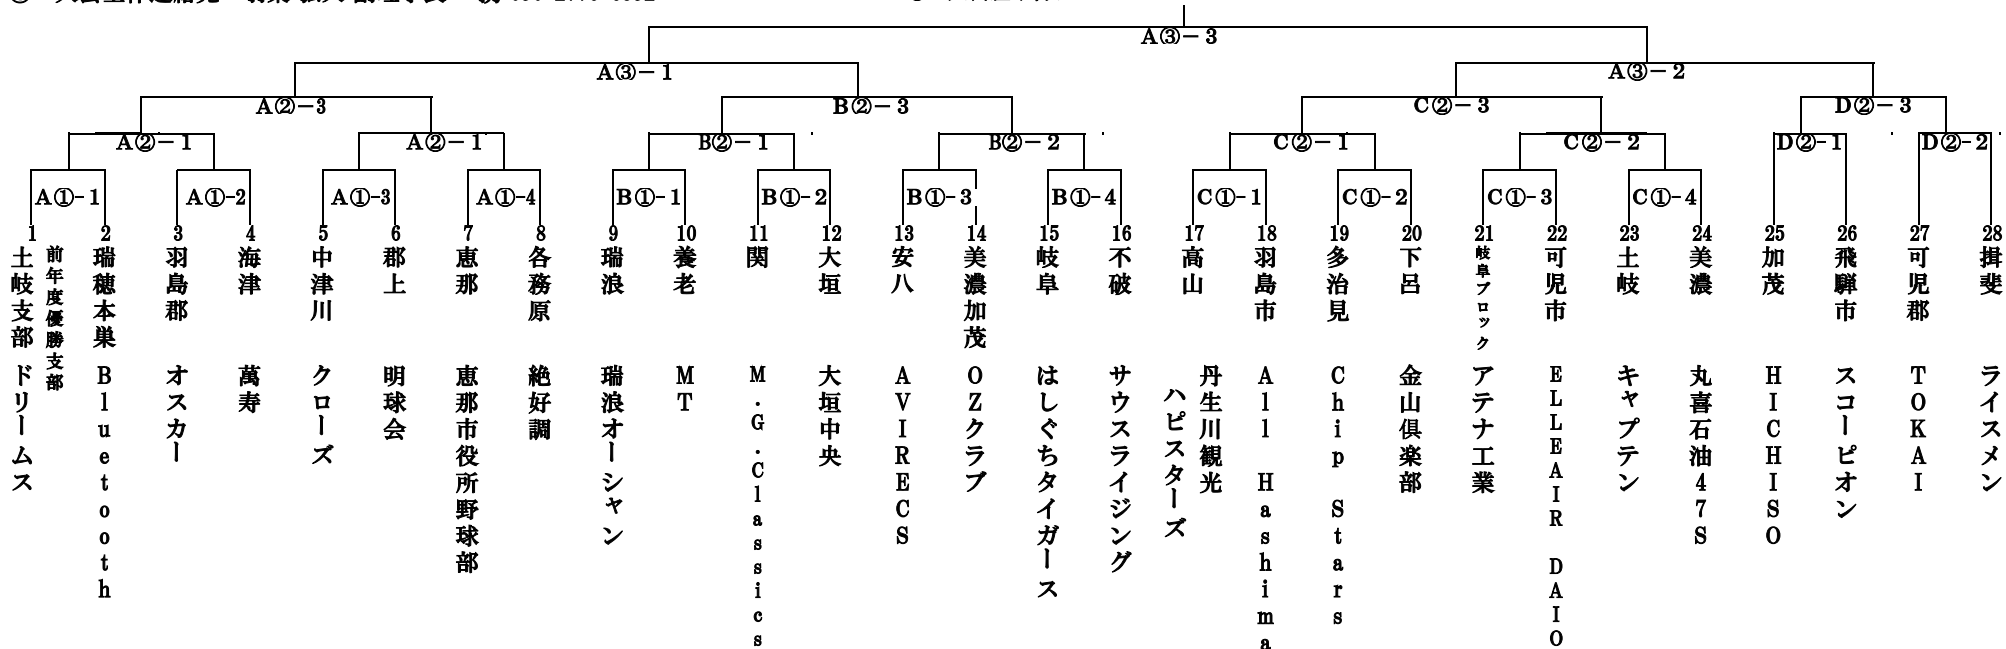 A③－3
A③－1
A③－2
A②－3
B②－3
C②－3
D②－3
A②－1
A②－1
B②－1
B②－2
C②－1
C②－2
D②－1
D②－2
A①-1
A①-2
A①-3
A①-4
B①-1
B①-2
B①-3
B①-4
C①-1
C①-2
C①-3
C①-4
1 土岐支部 ドリームス
前年度優勝支部
2 瑞穂本巣 Bluetooth
3 羽島郡 オスカー
4 海津 萬寿
5 中津川 クローズ
6 郡上 明球会
7 恵那 恵那市役所野球部
8 各務原 絶好調
9 瑞浪 瑞浪オーシャン
10 養老 MT
11 関 M.G.Classics
12 大垣 大垣中央
13 安八 AVIRECS
14 美濃加茂 OZクラブ
15 岐阜 はしぐちタイガース
16 不破 サウスライジング
17 高山 丹生川観光
ハピスターズ
18 羽島市 All Hashima
19 多治見 Chip Stars
20 下呂 金山倶楽部
21 岐阜ブロック アテナ工業
22 可児市 ELLEAIR DAIO
23 土岐 キャプテン
24 美濃 丸喜石油47S
25 加茂 HICHISO
26 飛騨市 スコーピオン
27 可児郡 TOKAI
28 揖斐 ライスメン